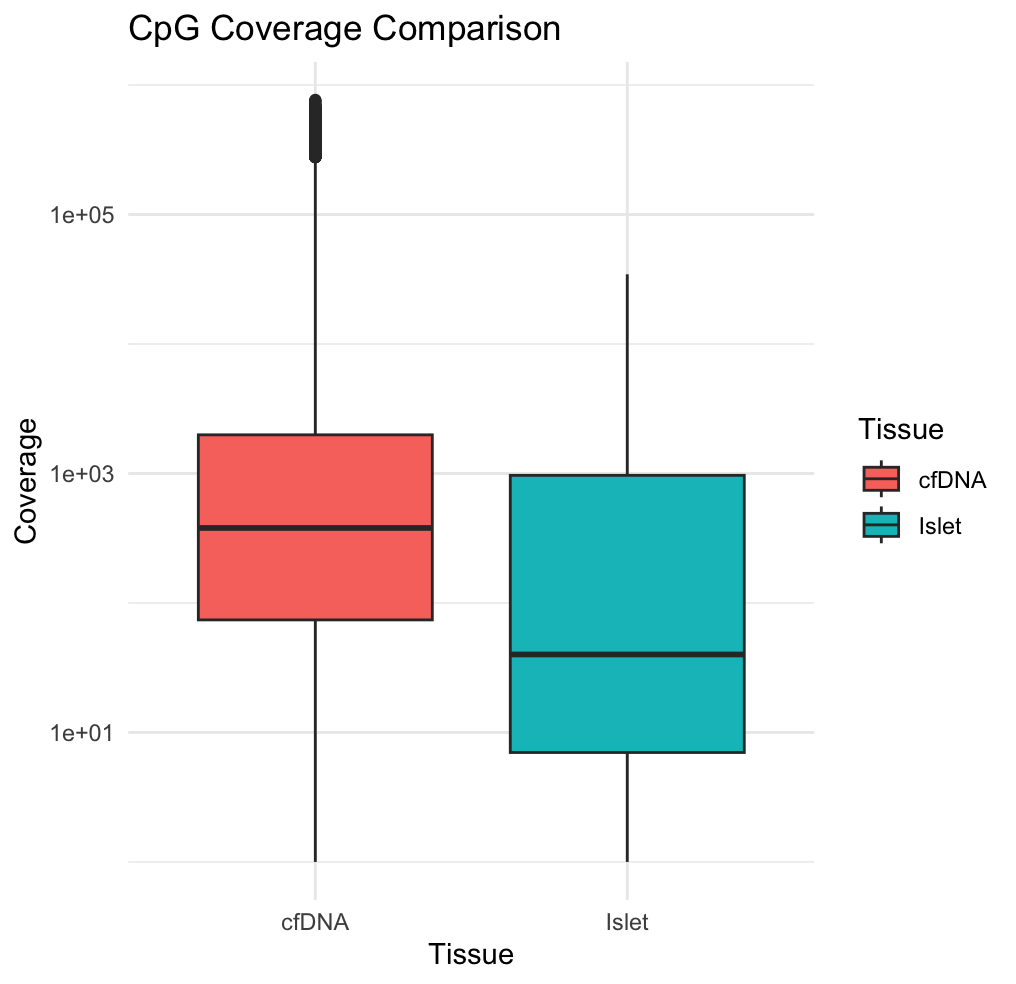 CpG Coverage Comparison
1e+05
1e+03
1e+01
Coverage
cfDNA
Islet
Tissue
Tissue
cfDNA
Islet